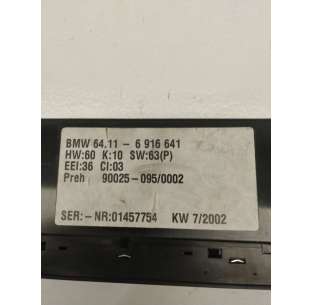 BMW 64.11 - 6 916 641
HW:60 K:10 SW:63(P)
EEI:36 CI:03
Preh 90025-095/0002
SER:-NR:01457754 KW 7/2002